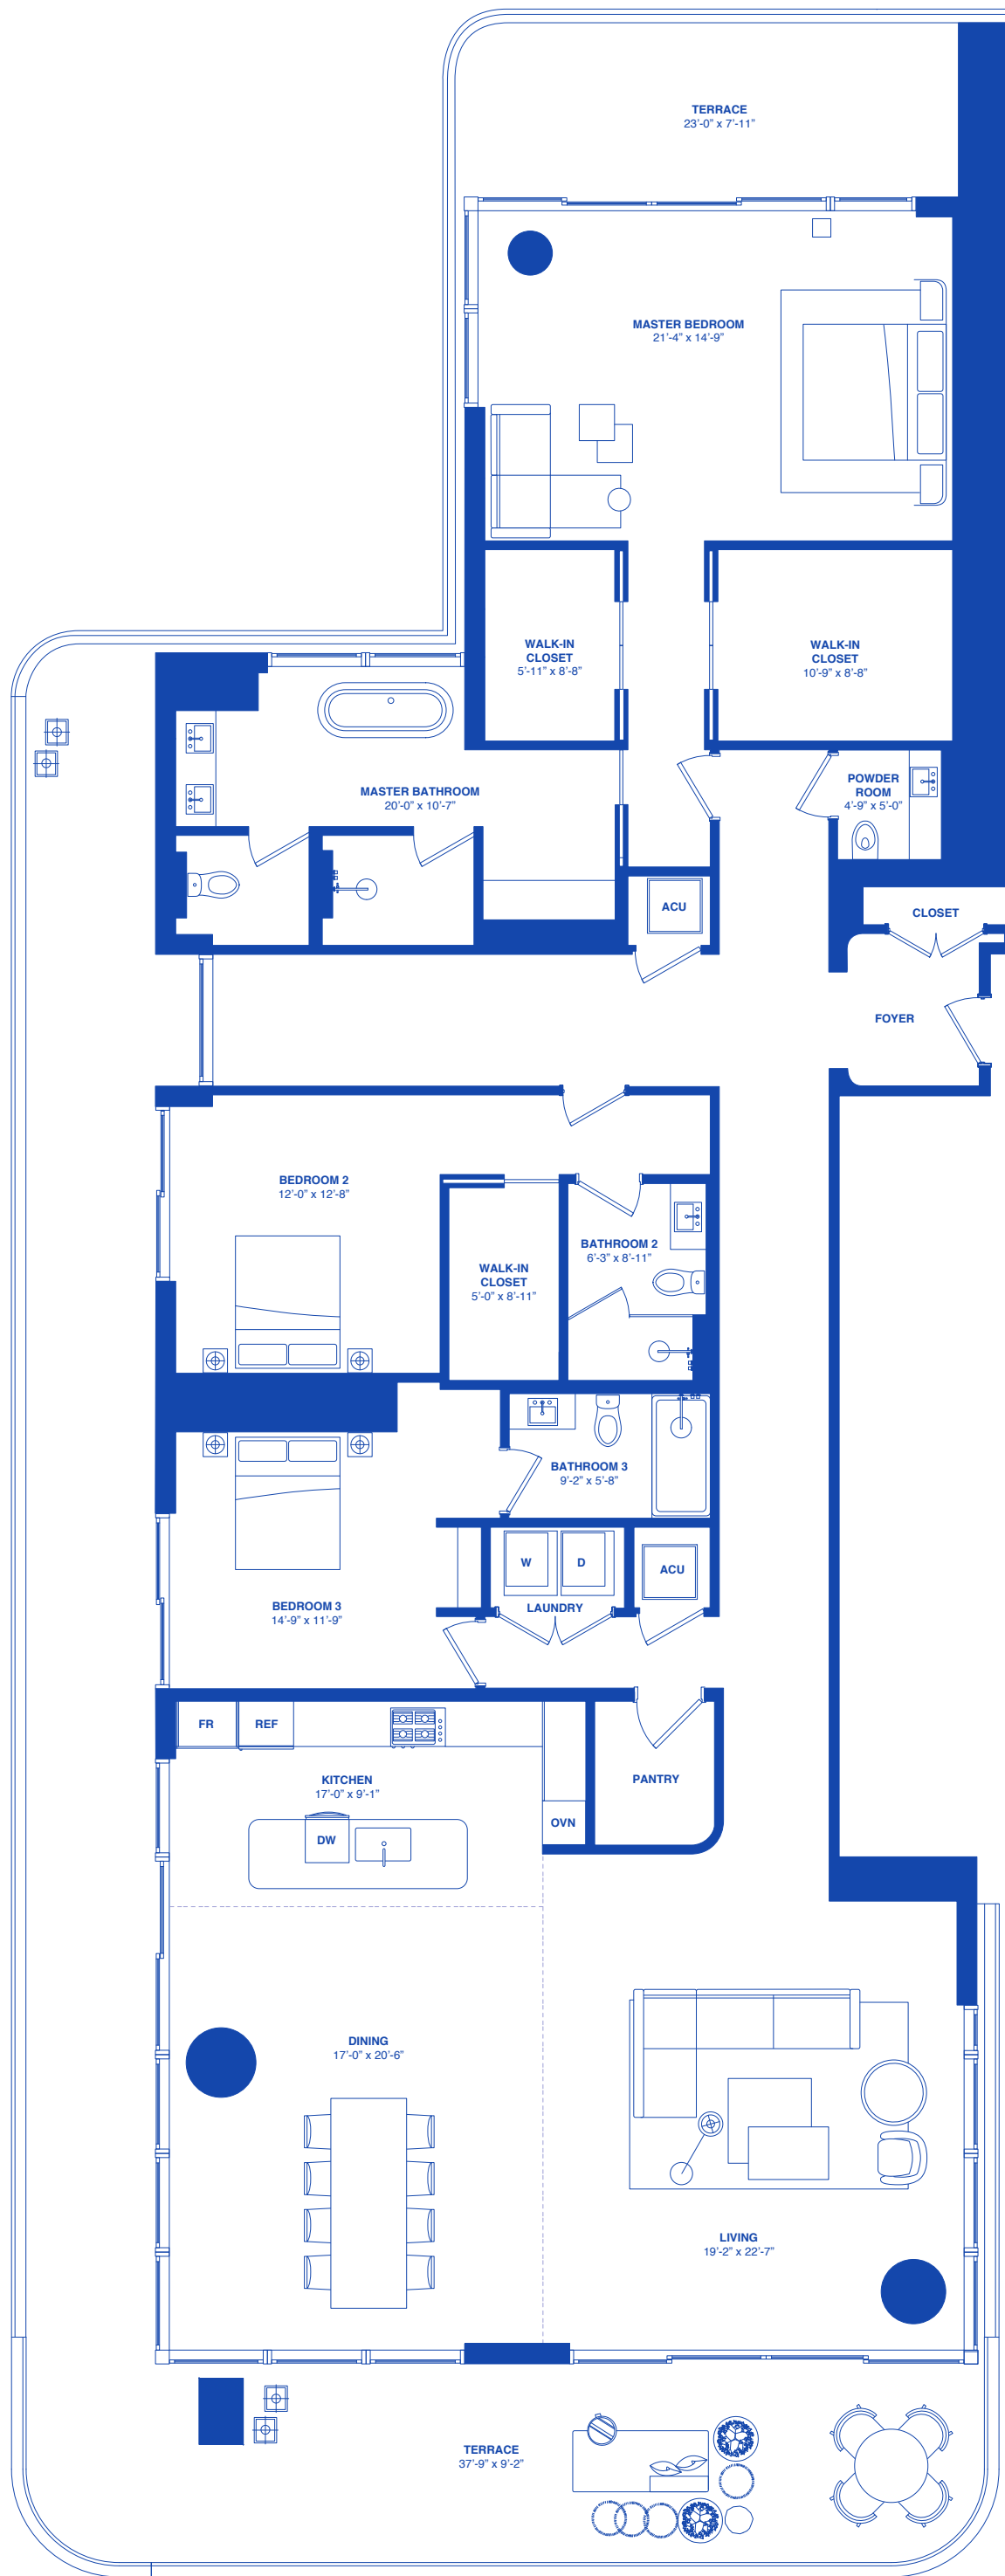 TERRACE
23’-0” x 7’-11”
MASTER BEDROOM
21’-4” x 14’-9”
WALK-IN
CLOSET
5’-11” x 8’-8”
WALK-IN
CLOSET
10’-9” x 8’-8”
MASTER BATHROOM
20’-0” x 10’-7”
POWDER
ROOM
4’-9” x 5’-0”
ACU
CLOSET
FOYER
BEDROOM 2
12’-0” x 12’-8”
WALK-IN
CLOSET
5’-0” x 8’-11”
BATHROOM 2
6’-3” x 8’-11”
BATHROOM 3
9’-2” x 5’-8”
W
D
ACU
LAUNDRY
BEDROOM 3
14’-9” x 11’-9”
FR
REF
KITCHEN
17’-0” x 9’-1”
PANTRY
OVN
DW
DINING
17’-0” x 20’-6”
LIVING
19’-2” x 22’-7”
TERRACE
37’-9” x 9’-2”